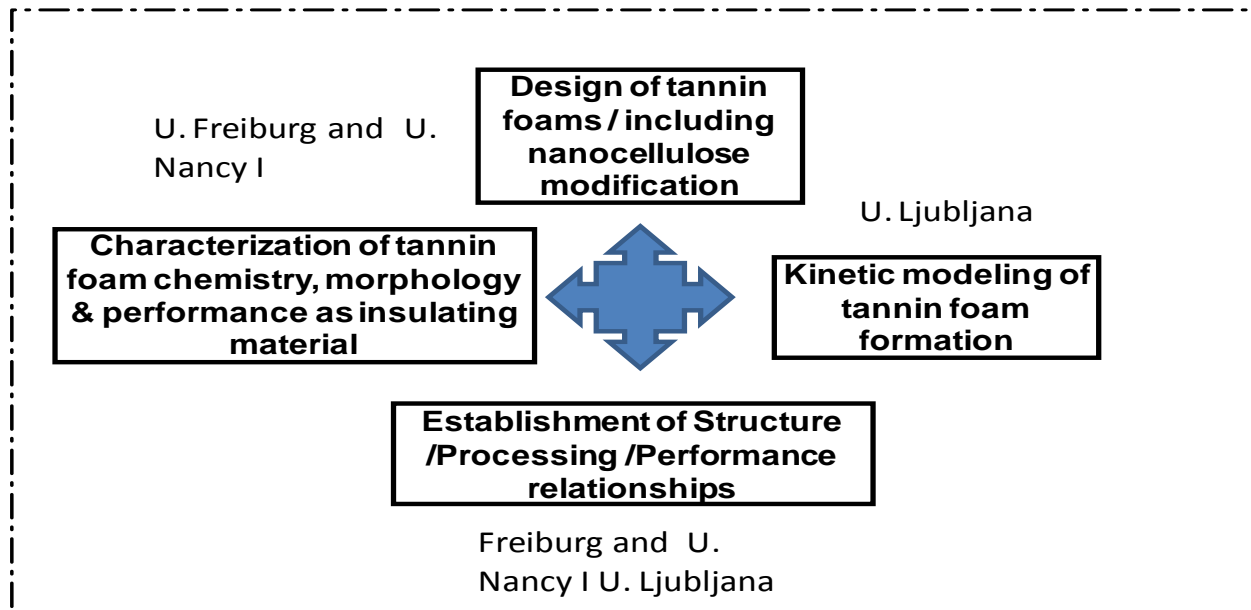 Design of tannin
foams / including
nanocellulose
modification
U. Freiburg and U.
Nancy I
U. Ljubljana
Characterization of tannin
foam chemistry, morphology
& performance as insulating
material
Kinetic modeling of
tannin foam
formation
Establishment of Structure
/Processing /Performance
relationships
Freiburg and U.
Nancy I U. Ljubljana